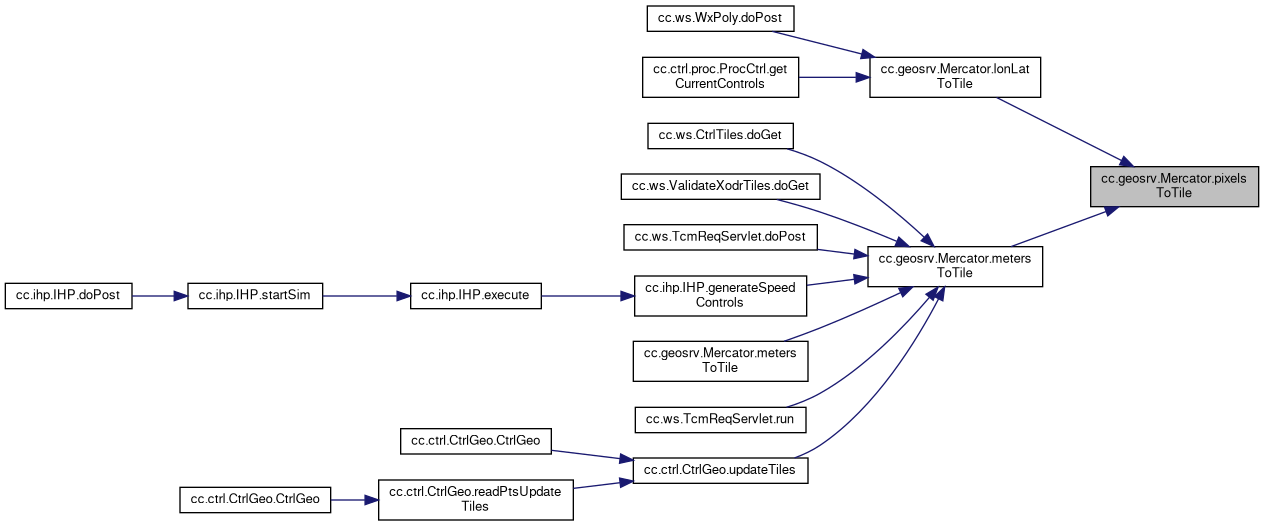 cc.ws.WxPoly.doPost
cc.ctrl.proc.ProcCtrl.get
CurrentControls
cc.geosrv.Mercator.lonLat
ToTile
cc.ws.CtrlTiles.doGet
cc.ws.ValidateXodrTiles.doGet
cc.geosrv.Mercator.pixels
ToTile
cc.ws.TcmReqServlet.doPost
cc.geosrv.Mercator.meters
ToTile
cc.ihp.IHP.doPost
cc.ihp.IHP.startSim
cc.ihp.IHP.execute
cc.ihp.IHP.generateSpeed
Controls
cc.geosrv.Mercator.meters
ToTile
cc.ws.TcmReqServlet.run
cc.ctrl.CtrlGeo.CtrlGeo
cc.ctrl.CtrlGeo.updateTiles
cc.ctrl.CtrlGeo.CtrlGeo
cc.ctrl.CtrlGeo.readPtsUpdate
Tiles